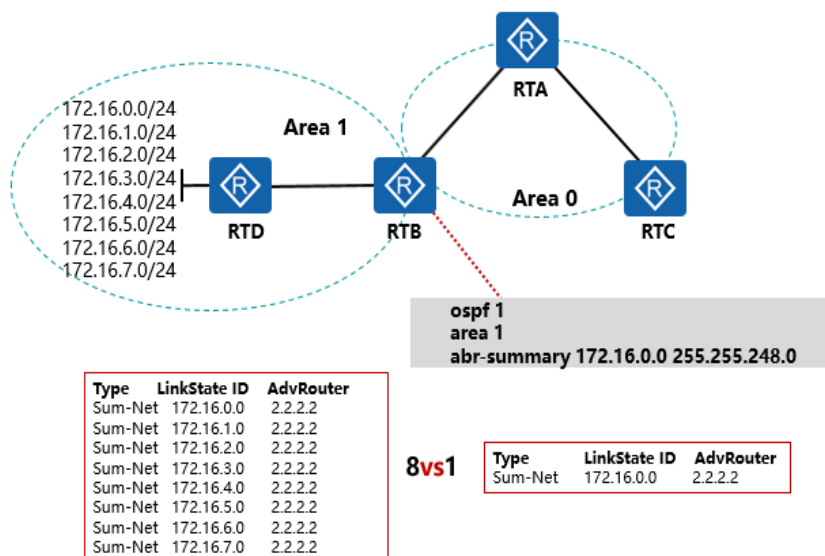 R
RTA
172.16.0.0/24
172.16.1.0/24
172.16.2.0/24
172.16.3.0/24
172.16.4.0/24
172.16.5.0/24
172.16.6.0/24
172.16.7.0/24
Area 1
R
RTD
R
RTB
Area 0
R
RTC
ospf 1
area 1
abr-summary 172.16.0.0 255.255.248.0
Type LinkState ID AdvRouter
Sum-Net 172.16.0.0 2.2.2.2
Sum-Net 172.16.1.0 2.2.2.2
Sum-Net 172.16.2.0 2.2.2.2
Sum-Net 172.16.3.0 2.2.2.2
Sum-Net 172.16.4.0 2.2.2.2
Sum-Net 172.16.5.0 2.2.2.2
Sum-Net 172.16.6.0 2.2.2.2
Sum-Net 172.16.7.0 2.2.2.2
8vs1
Type LinkState ID AdvRouter
Sum-Net 172.16.0.0 2.2.2.2